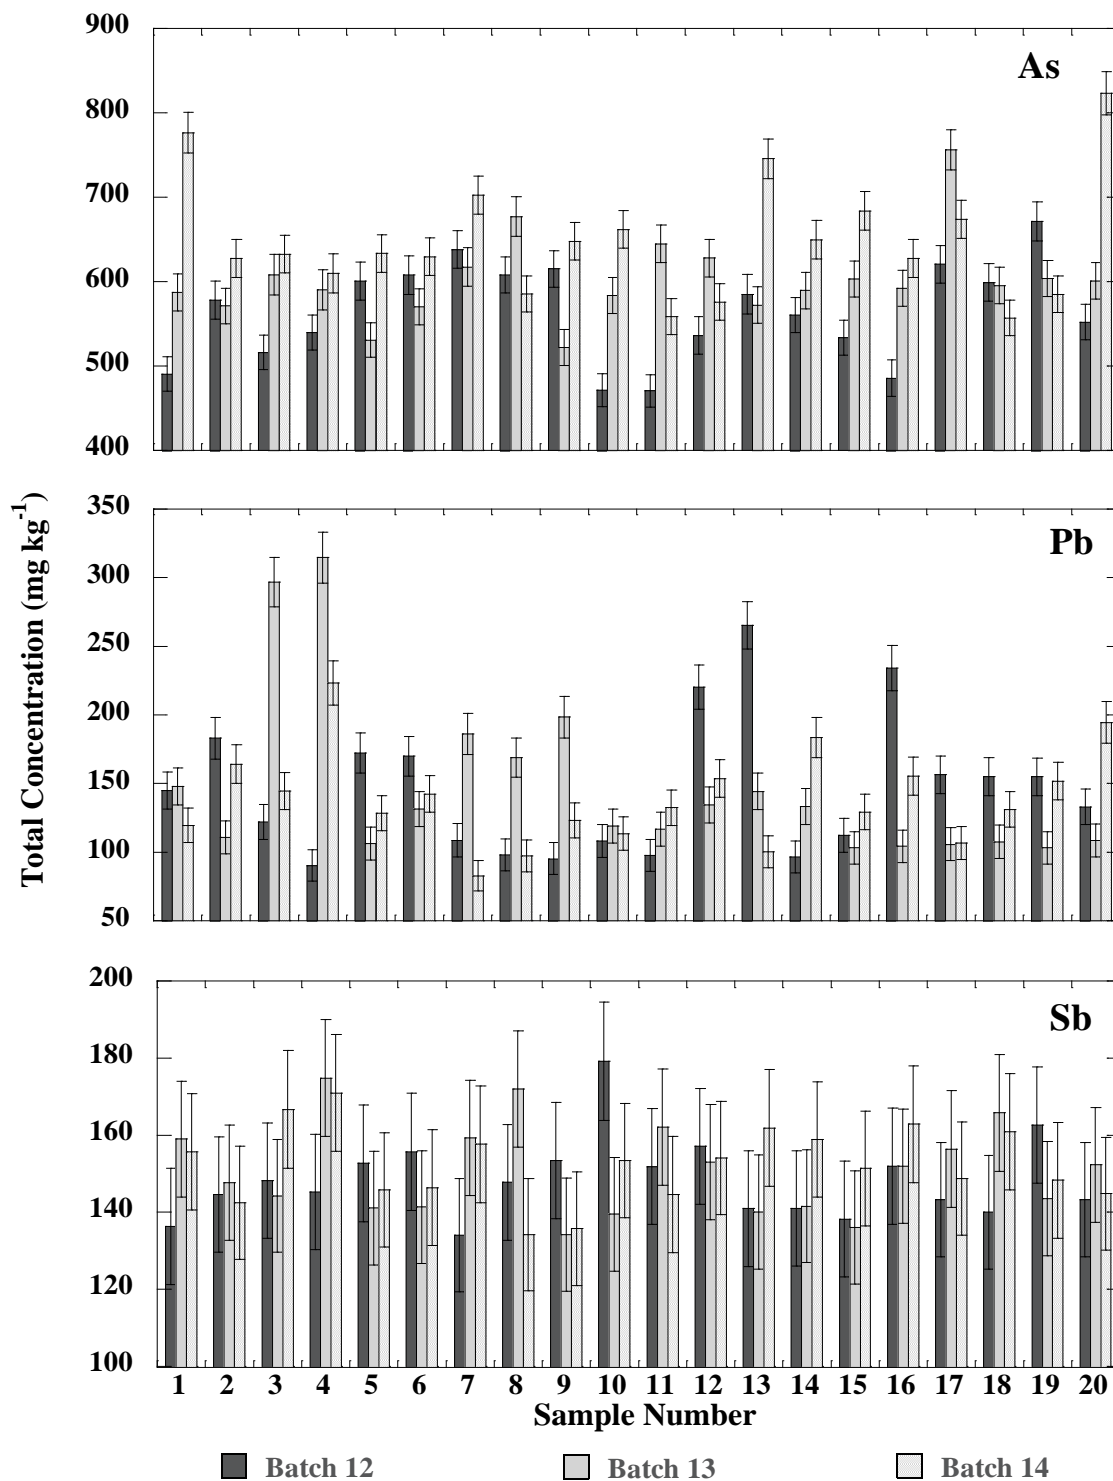 900
As
800
700
600
500
400
Total Concentration (mg kg-1)
350
Pb
300
250
200
150
100
50
200
Sb
180
160
140
120
100
1 2 3 4 5 6 7 8 9 10 11 12 13 14 15 16 17 18 19 20
Sample Number
Batch 12 Batch 13 Batch 14